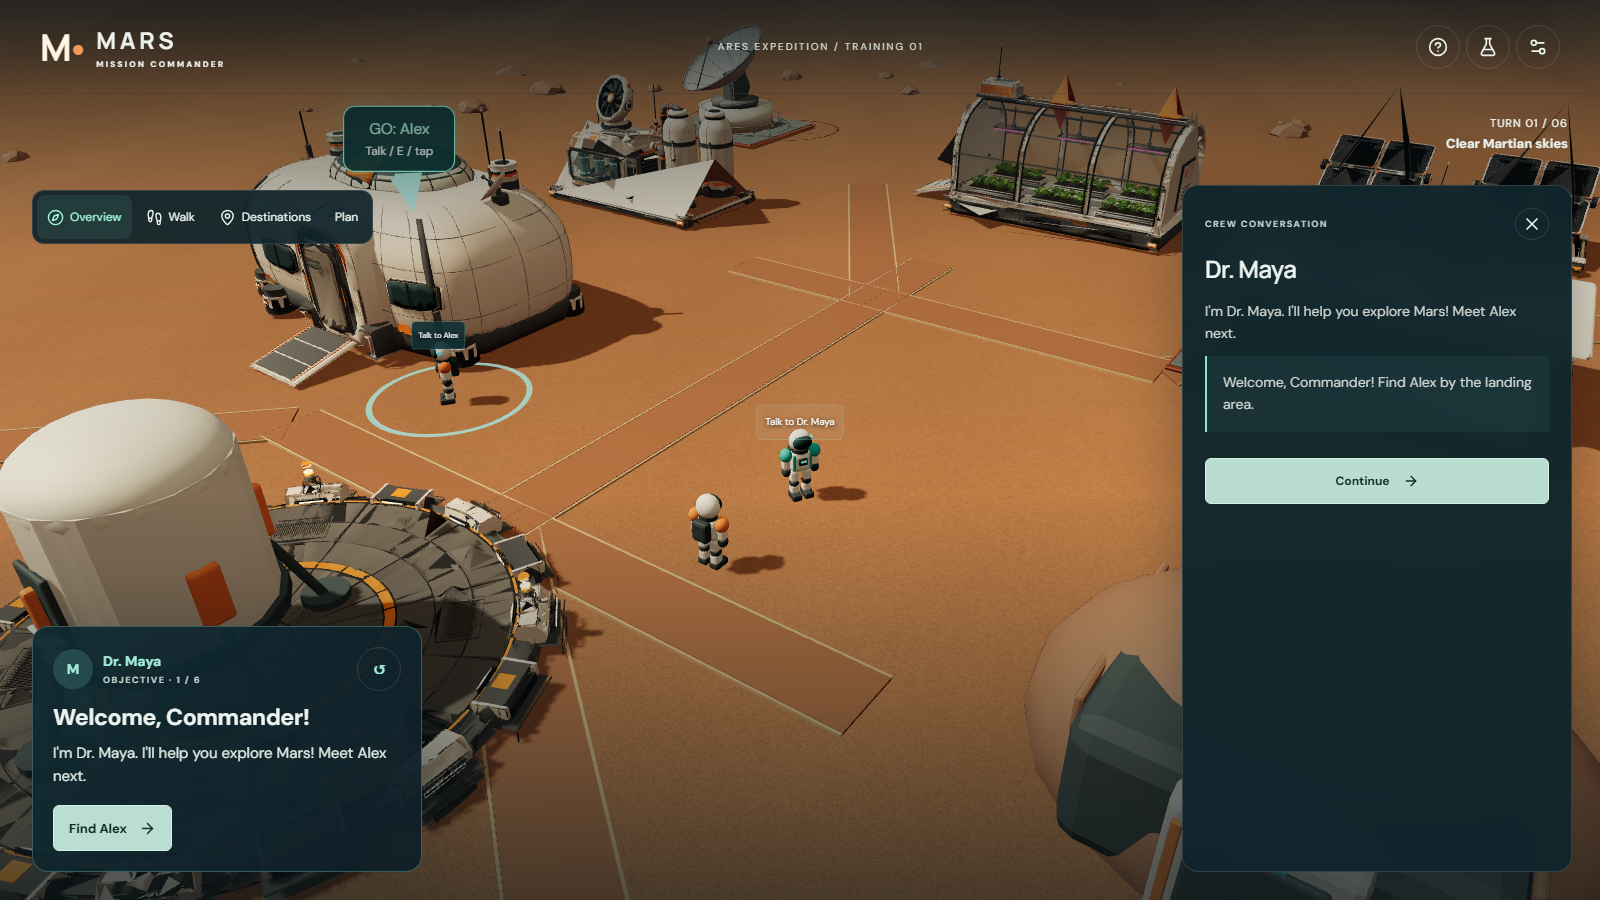 M
MARS
MISSION COMMANDER
ARES EXPEDITION / TRAINING 01
TURN 01 / 06
Clear Martian skies
GO: Alex
Talk / E / tap
Overview
Walk
Destinations
Plan
Talk to Alex
Talk to Dr. Maya
CREW CONVERSATION
Dr. Maya
I'm Dr. Maya. I'll help you explore Mars! Meet Alex
next.
Welcome, Commander! Find Alex by the landing
area.
Continue
M
Dr. Maya
OBJECTIVE · 1 / 6
Welcome, Commander!
I'm Dr. Maya. I'll help you explore Mars! Meet Alex
next.
Find Alex